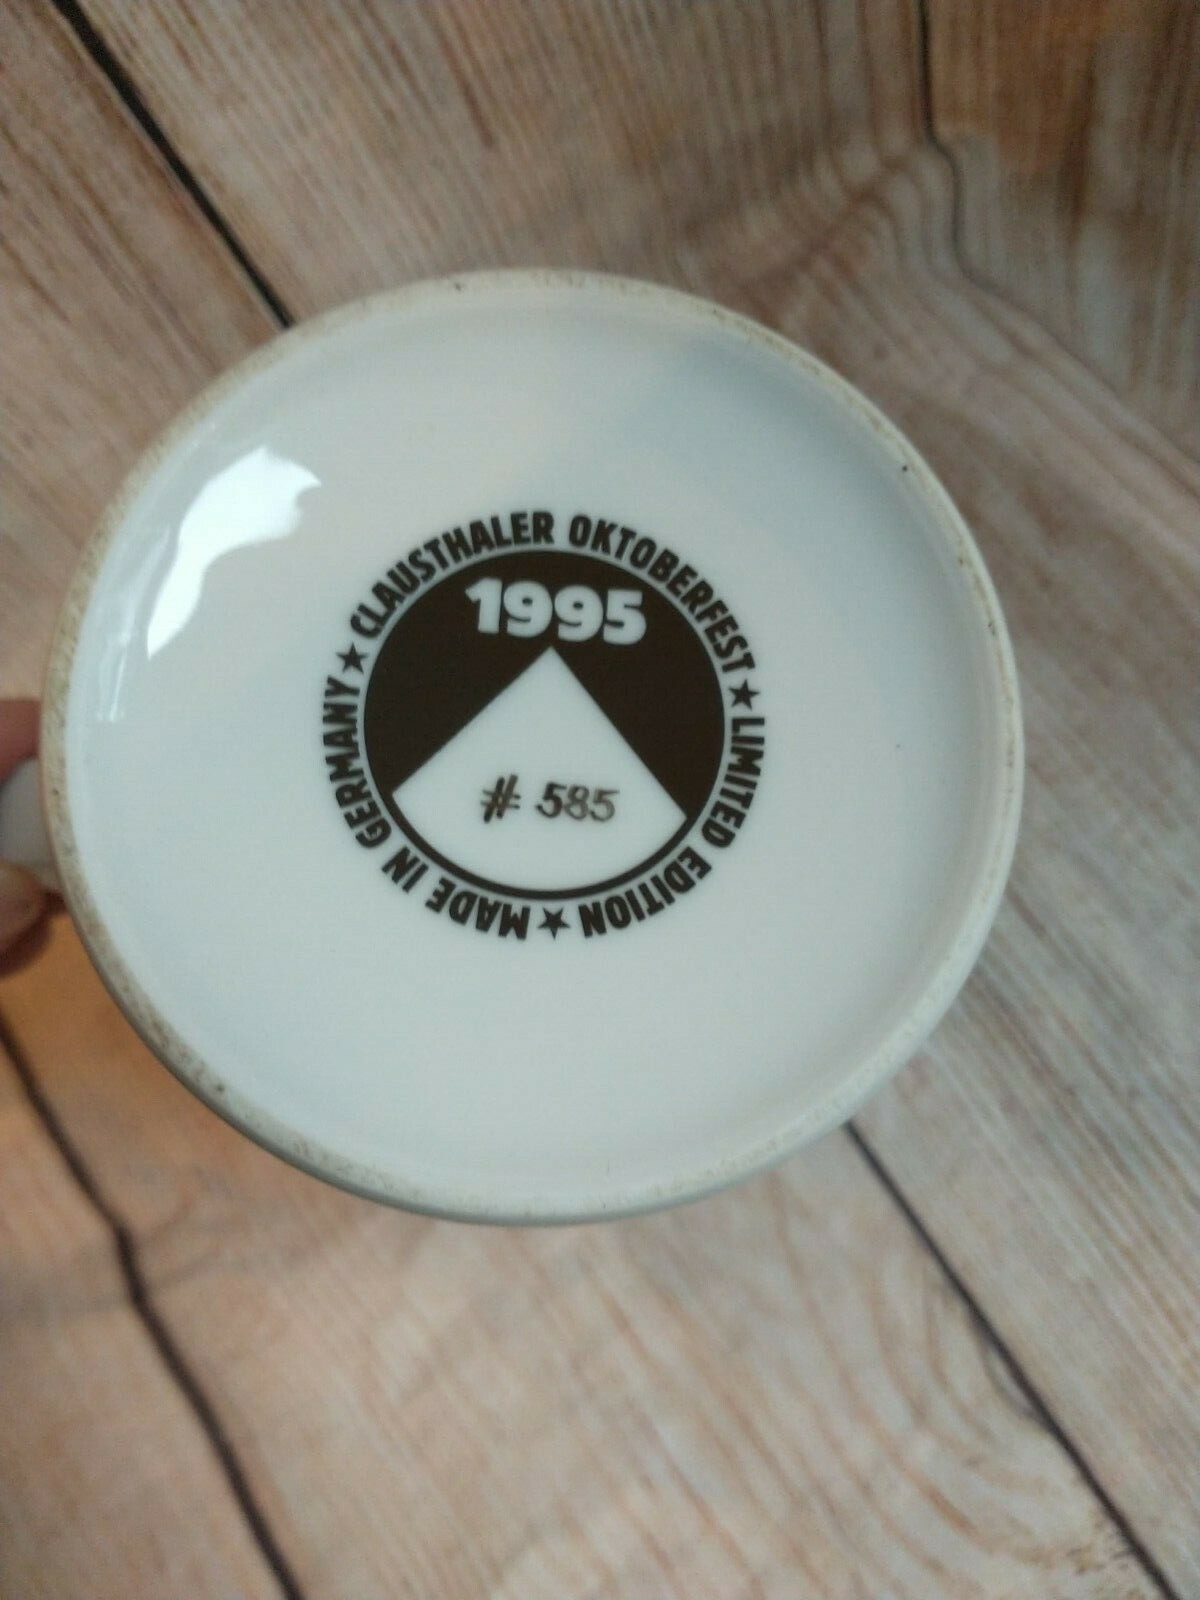 ★ CLAUSTHALER OKTOBERFEST ★ LIMITED EDITION ★ MADE IN GERMANY
1995
# 585